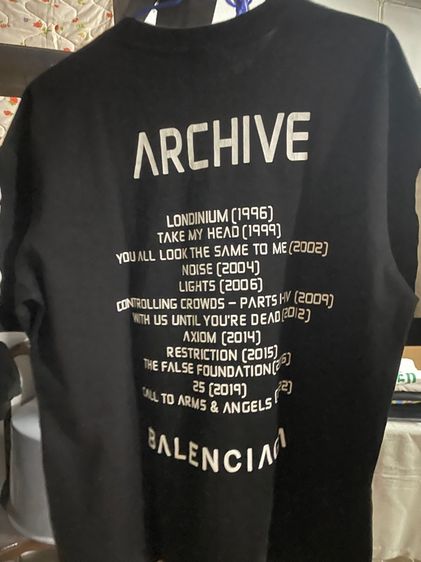 ARCHIVE
LONDINIUM (1996)
TAKE MY HEAD (1999)
YOU ALL LOOK THE SAME TO ME (2002)
NOISE (2004)
LIGHTS (2006)
CONTROLLING CROWDS – PARTS I-IV (2009)
WITH US UNTIL YOU'RE DEAD (2012)
AXIOM (2014)
RESTRICTION (2015)
THE FALSE FOUNDATION
25 (2019)
CALL TO ARMS & ANGELS
BALENCIAGA